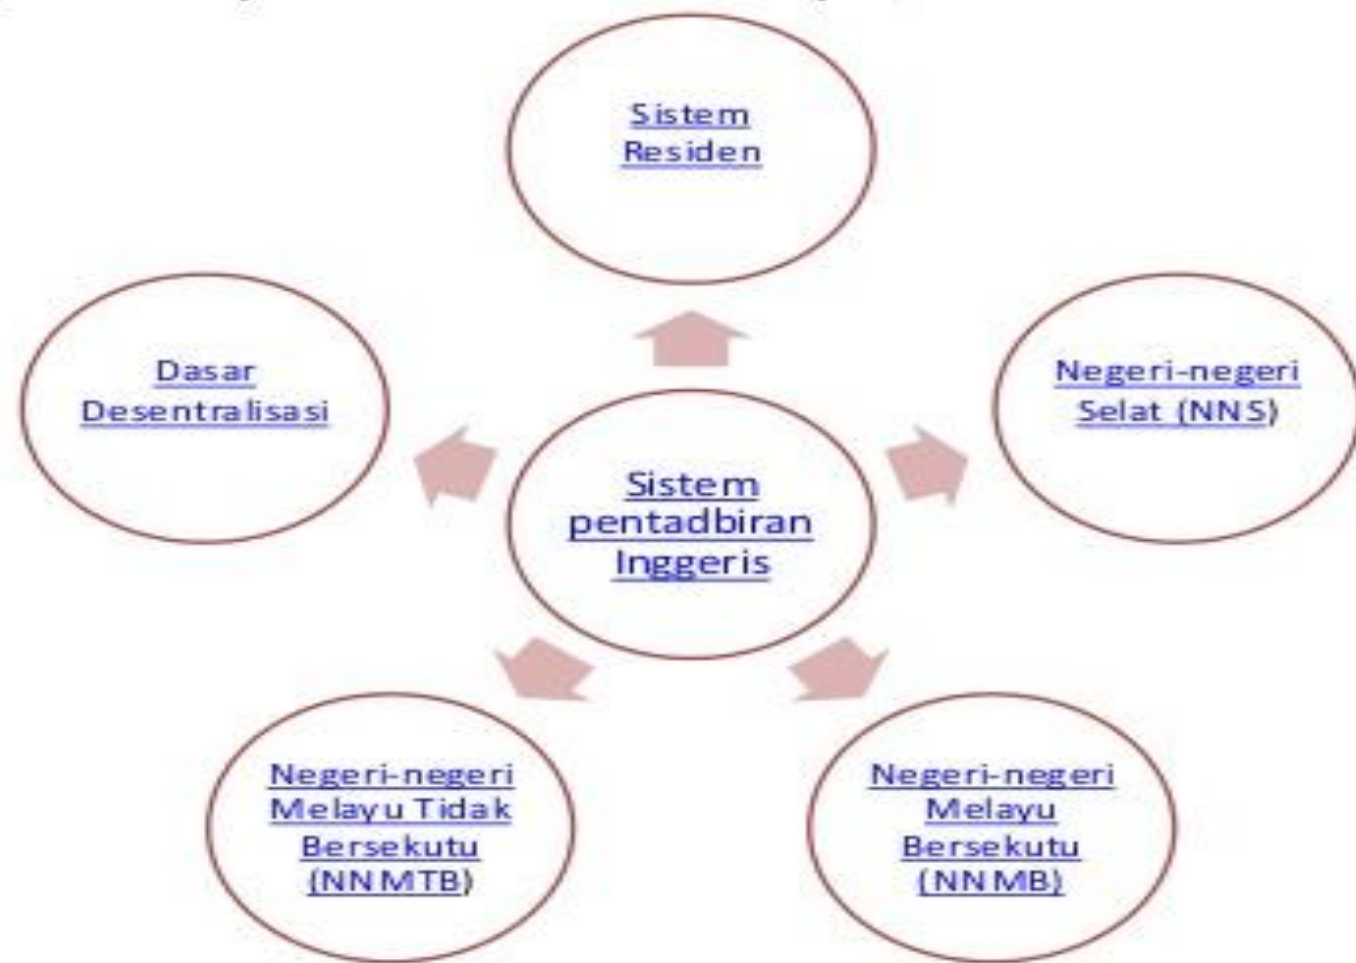 Sistem
Residen
Dasar
Desentralisasi
Negeri-negeri
Selat (NNS)
Sistem
pentadbiran
Inggeris
Negeri-negeri
Melayu Tidak
Bersekutu
(NNMTB)
Negeri-negeri
Melayu
Bersekutu
(NNMB)